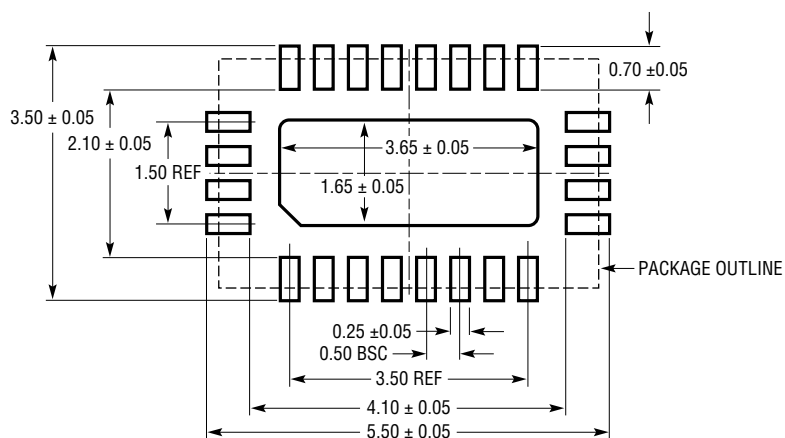 0.70 ±0.05
3.50 ± 0.05
2.10 ± 0.05
3.65 ± 0.05
1.50 REF
1.65 ± 0.05
PACKAGE OUTLINE
0.25 ±0.05
0.50 BSC
3.50 REF
4.10 ± 0.05
5.50 ± 0.05